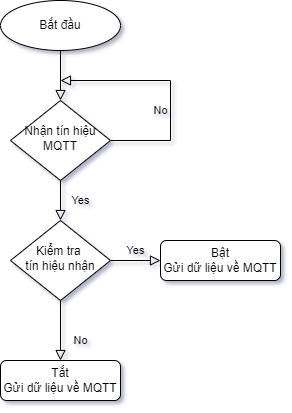 Bắt đầu
No
Nhận tín hiệu
MQTT
Yes
Kiểm tra
tín hiệu nhận
Yes
Bật
Gửi dữ liệu về MQTT
No
Tắt
Gửi dữ liệu về MQTT